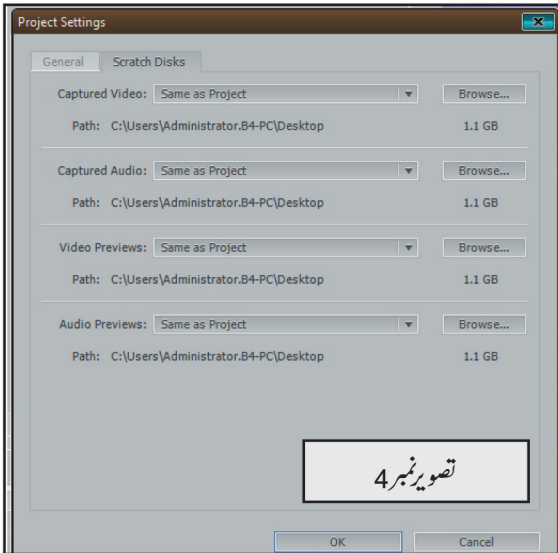 Project Settings
General Scratch Disks
Captured Video: Same as Project Browse...
Path: C:\Users\Administrator.B4-PC\Desktop 1.1 GB
Captured Audio: Same as Project Browse...
Path: C:\Users\Administrator.B4-PC\Desktop 1.1 GB
Video Previews: Same as Project Browse...
Path: C:\Users\Administrator.B4-PC\Desktop 1.1 GB
Audio Previews: Same as Project Browse...
Path: C:\Users\Administrator.B4-PC\Desktop 1.1 GB
تصویر نمبر 4
OK Cancel